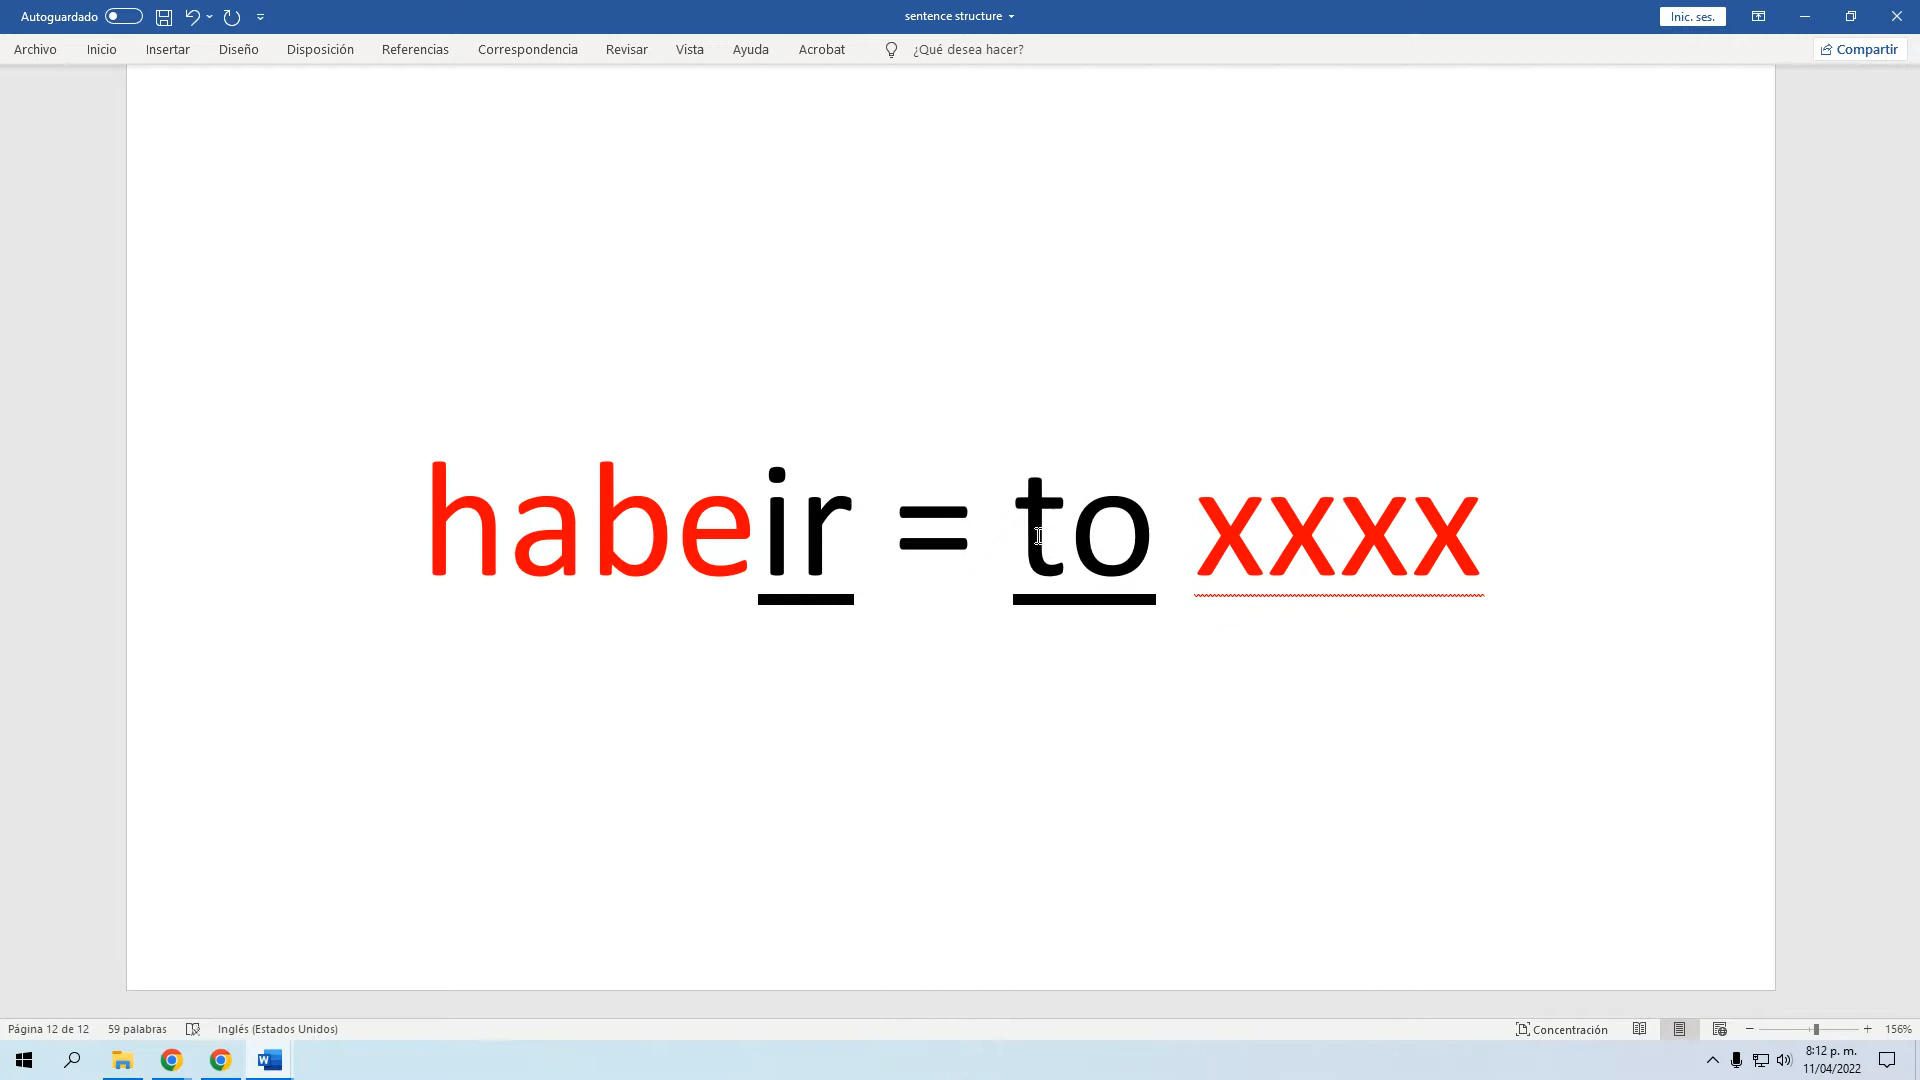 Autoguardado
sentence structure
Inic. ses.
Archivo Inicio Insertar Diseño Disposición Referencias Correspondencia Revisar Vista Ayuda Acrobat ¿Qué desea hacer? Compartir
habeir = to xxxx
Página 12 de 12 59 palabras Inglés (Estados Unidos) Concentración 156%
8:12 p. m.
11/04/2022